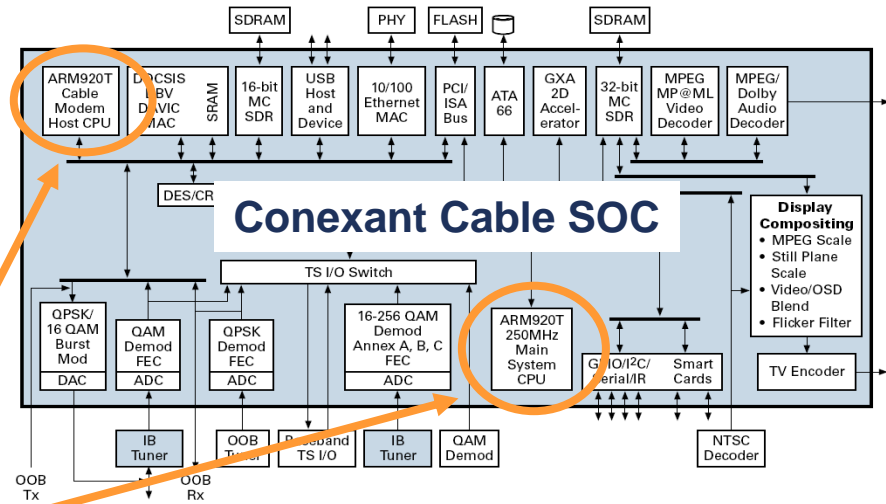 SDRAM
PHY
FLASH
SDRAM
ARM920T
Cable
Modem
Host CPU
DOCSIS
DBV
DAVIC
MAC
SRAM
16-bit
MC
SDR
USB
Host
and
Device
10/100
Ethernet
MAC
PCI/
ISA
Bus
ATA
66
GXA
2D
Accel-
erator
32-bit
MC
SDR
MPEG
MP@ML
Video
Decoder
MPEG/
Dolby
Audio
Decoder
DES/CR
Conexant Cable SOC
Display
Compositing
• MPEG Scale
• Still Plane
Scale
• Video/OSD
Blend
• Flicker Filter
TS I/O Switch
QPSK/
16 QAM
Burst
Mod
DAC
QAM
Demod
FEC
ADC
QPSK
Demod
FEC
ADC
16-256 QAM
Demod
Annex A, B, C
FEC
ADC
ARM920T
250MHz
Main
System
CPU
GPIO/I²C/
Serial/IR
Smart
Cards
TV Encoder
IB
Tuner
OOB
Tuner
Baseband
TS I/O
IB
Tuner
QAM
Demod
NTSC
Decoder
OOB
Tx
OOB
Rx